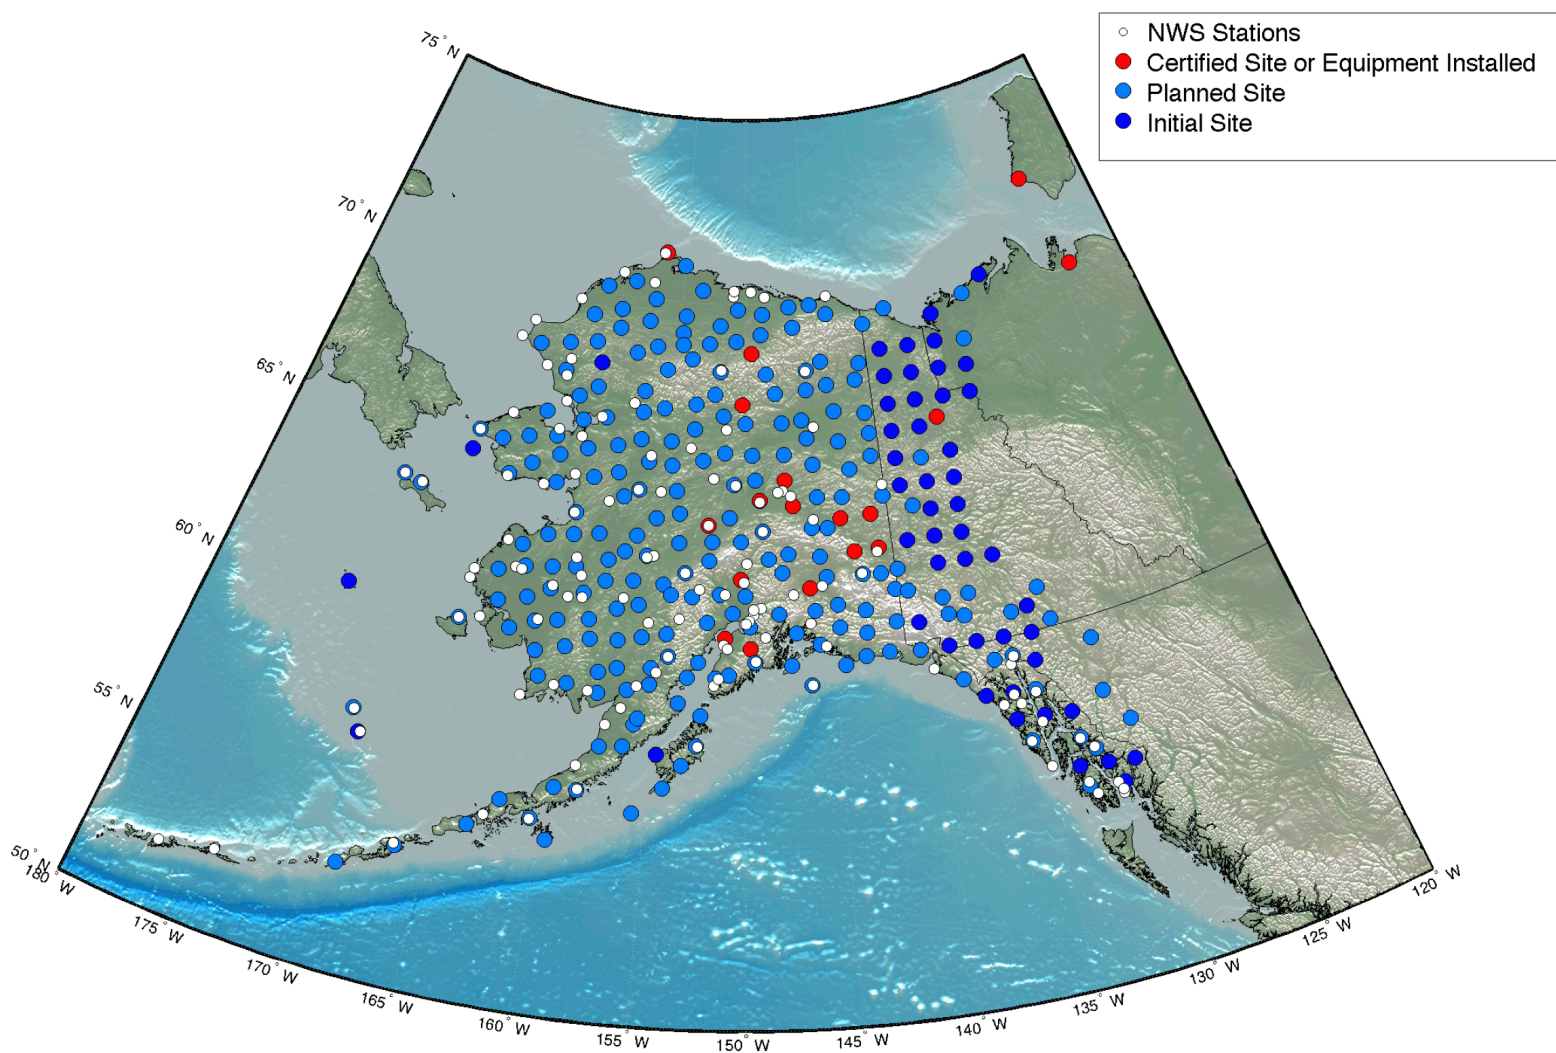 NWS Stations
Certified Site or Equipment Installed
Planned Site
Initial Site
75° N
70° N
65° N
60° N
55° N
50° N
180° W
175° W
170° W
165° W
160° W
155° W
150° W
145° W
140° W
135° W
130° W
125° W
120° W